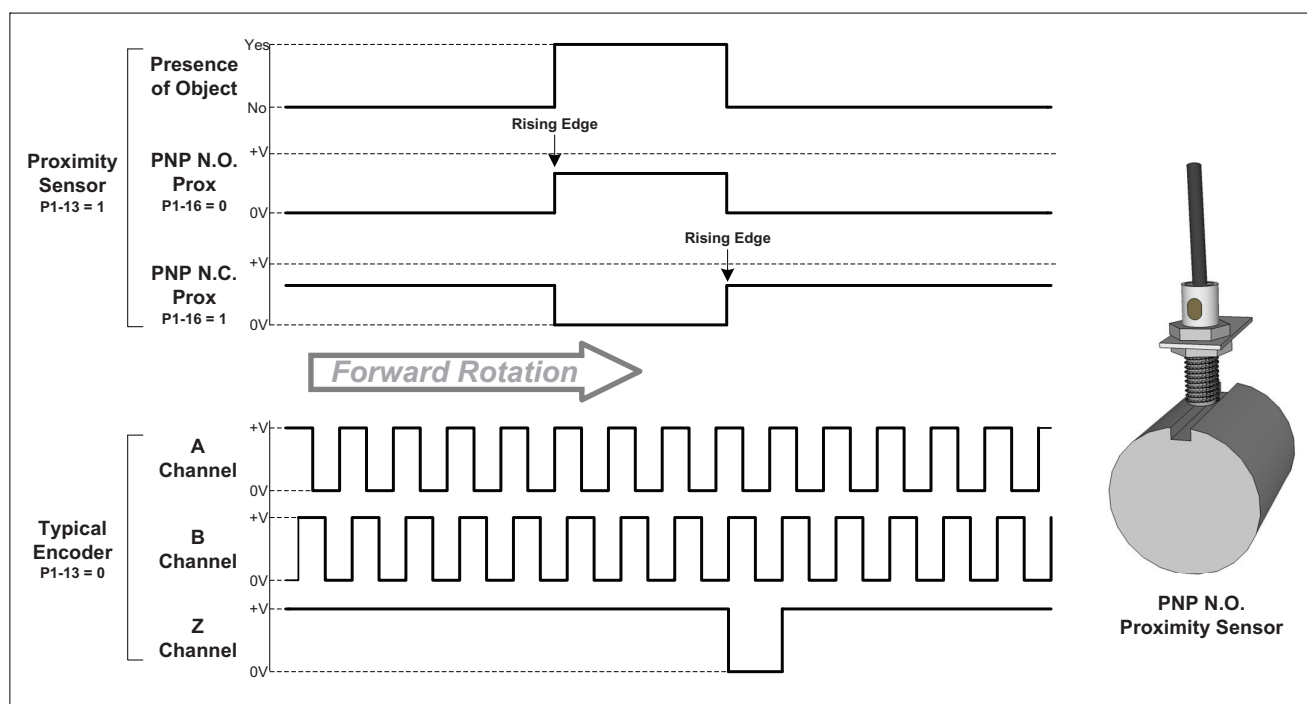 Proximity
Sensor
P1-13 = 1
Presence
of Object
Yes
No
Rising Edge
PNP N.O.
Prox
P1-16 = 0
+V
0V
Rising Edge
PNP N.C.
Prox
P1-16 = 1
+V
0V
Forward Rotation
Typical
Encoder
P1-13 = 0
A
Channel
+V
0V
B
Channel
+V
0V
Z
Channel
+V
0V
PNP N.O.
Proximity Sensor